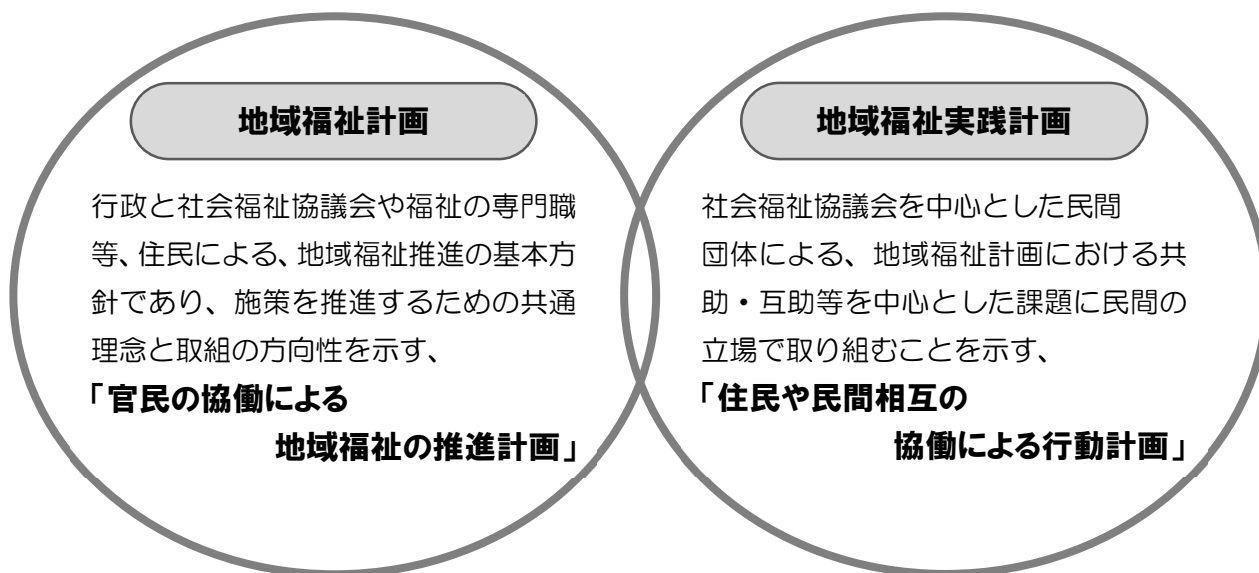 地域福祉計画
行政と社会福祉協議会や福祉の専門職
等、住民による、地域福祉推進の基本方
針であり、施策を推進するための共通
理念と取組の方向性を示す、
「官民の協働による
地域福祉の推進計画」
地域福祉実践計画
社会福祉協議会を中心とした民間
団体による、地域福祉計画における共
助・互助等を中心とした課題に民間の
立場で取り組むことを示す、
「住民や民間相互の
協働による行動計画」